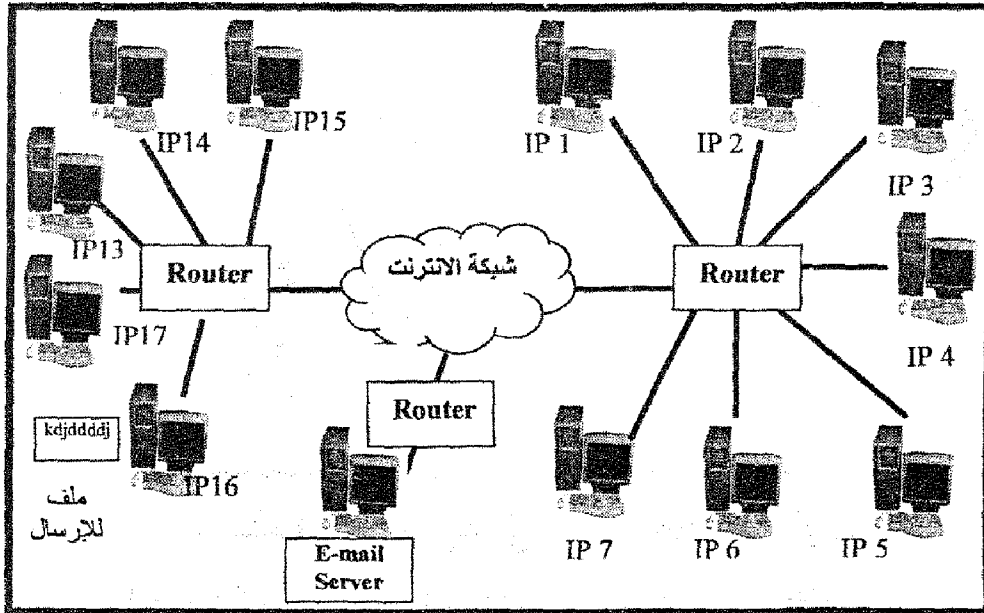 IP14
IP15
IP 1
IP 2
IP 3
IP13
Router
شبكة الانترنت
Router
IP17
IP 4
Router
kdjddddj
IP16
ملف
للإرسال
E-mail
Server
IP 7
IP 6
IP 5